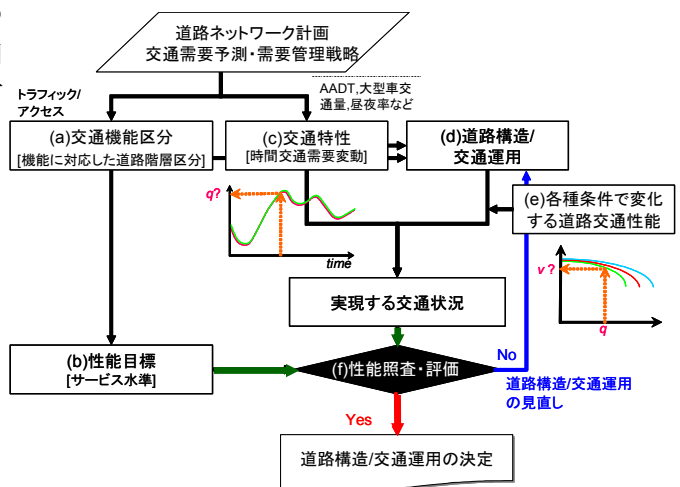 道路ネットワーク計画
交通需要予測・需要管理戦略
トラフィック/
アクセス
AADT,大型車交
通量,昼夜率など
(a)交通機能区分
[機能に対応した道路階層区分]
(c)交通特性
[時間交通需要変動]
(d)道路構造/
交通運用
q?
time
(e)各種条件で変化
する道路交通性能
v ?
q
実現する交通状況
(b)性能目標
[サービス水準]
(f)性能照査・評価
No
道路構造/交通運用
の見直し
Yes
道路構造/交通運用の決定